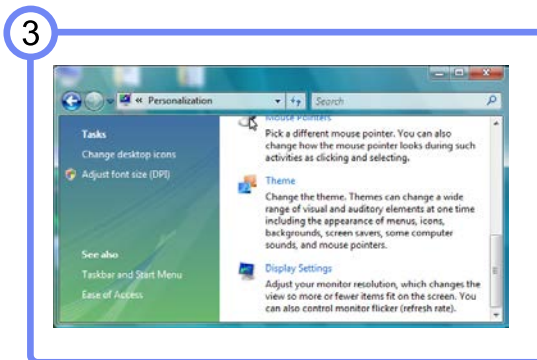 3
« Personalization
Search
Tasks
Change desktop icons
Adjust font size (DPI)
See also
Taskbar and Start Menu
Ease of Access
Mouse Pointers
Pick a different mouse pointer. You can also
change how the mouse pointer looks during such
activities as clicking and selecting.
Theme
Change the theme. Themes can change a wide
range of visual and auditory elements at one time
including the appearance of menus, icons,
backgrounds, screen savers, some computer
sounds, and mouse pointers.
Display Settings
Adjust your monitor resolution, which changes the
view so more or fewer items fit on the screen. You
can also control monitor flicker (refresh rate).